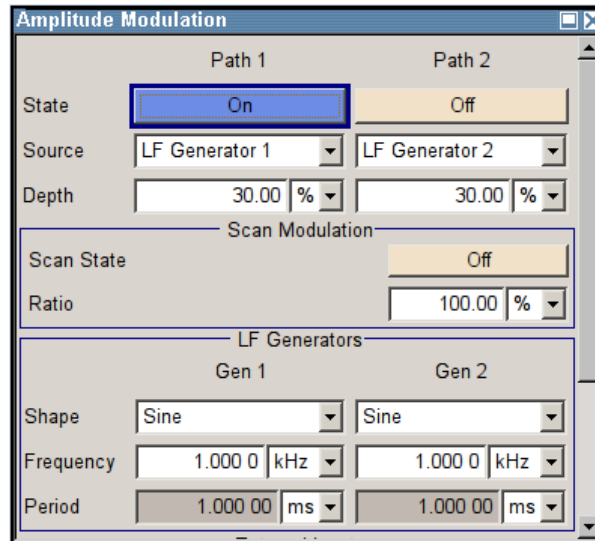 Amplitude Modulation
Path 1 Path 2
State On Off
Source LF Generator 1 LF Generator 2
Depth 30.00 % 30.00 %
Scan Modulation
Scan State Off
Ratio 100.00 %
LF Generators
Gen 1 Gen 2
Shape Sine Sine
Frequency 1.000 0 kHz 1.000 0 kHz
Period 1.000 00 ms 1.000 00 ms